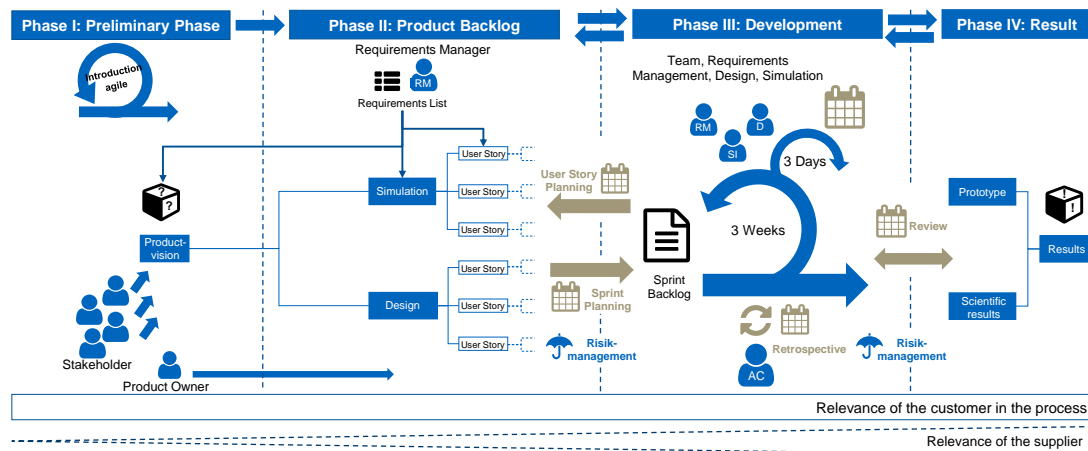 Phase I: Preliminary Phase
Phase II: Product Backlog
Phase III: Development
Phase IV: Result
Introduction
agile
Requirements Manager
RM
Requirements List
Team, Requirements
Management, Design, Simulation
RM
D
SI
3 Days
3 Weeks
? ?
?
Product-
vision
Simulation
User Story
User Story
User Story
Design
User Story
User Story
User Story
User Story
Planning
Sprint
Planning
Sprint
Backlog
Risik-
management
Retrospective
AC
Risik-
management
Review
Prototype
! !
Results
Scientific
results
Stakeholder
Product Owner
Relevance of the customer in the process
Relevance of the supplier